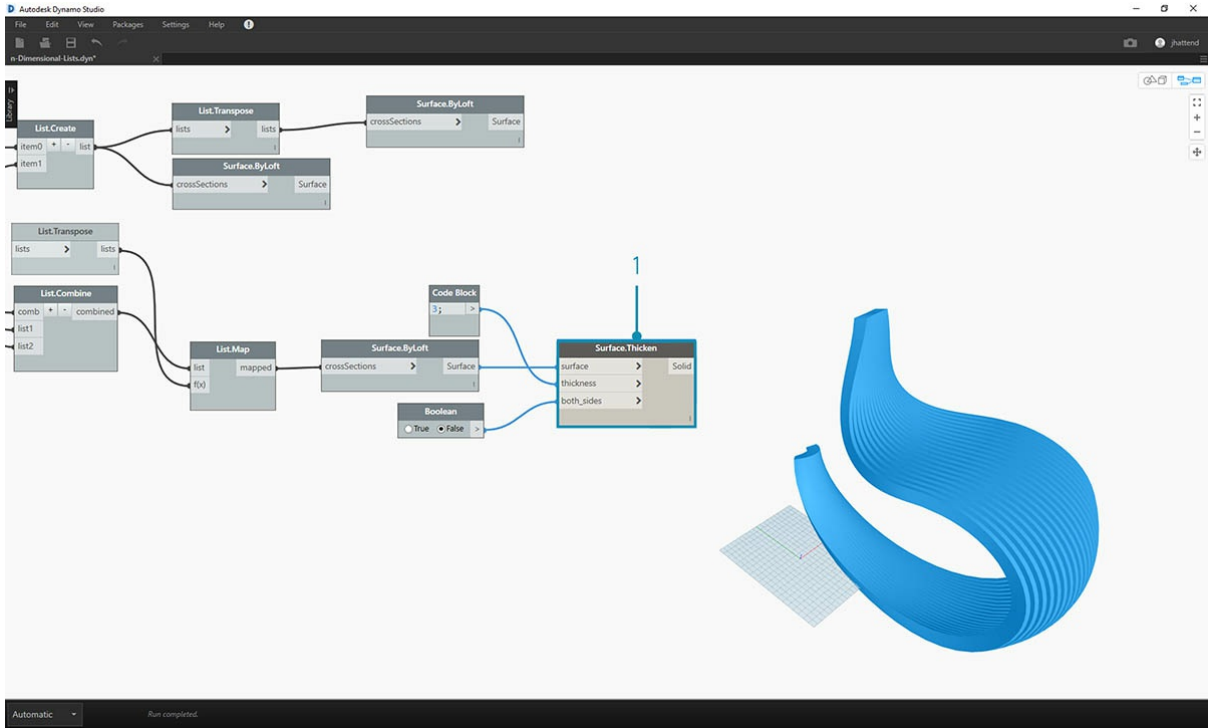 Autodesk Dynamo Studio
File Edit View Packages Settings Help !
jhattend
n-Dimensional-Lists.dyn*
Library
Surface.ByLoft
crossSections > Surface
List.Transpose
lists > lists
List.Create
item0 + - list
item1
Surface.ByLoft
crossSections > Surface
List.Transpose
lists > lists
List.Combine
comb + - combined
list1
list2
List.Map
list mapped
f(x)
Code Block
3; >
Surface.ByLoft
crossSections > Surface
Boolean
True False >
1
Surface.Thicken
surface > Solid
thickness >
both_sides >
Automatic
Run completed.